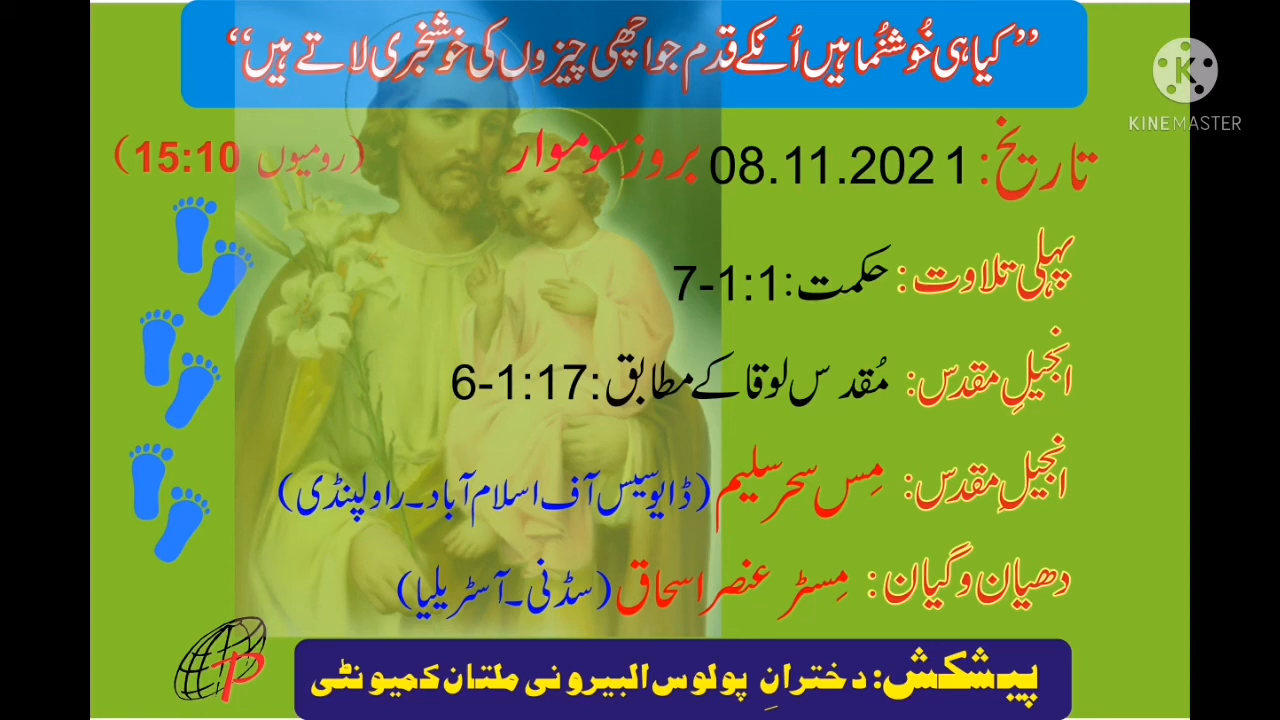 ”کیا ہی خُوشنُما ہیں اُنکے قدم جو اچھی چیزوں کی خوشخبری لاتے ہیں“
KINEMASTER
تاریخ: 08.11.2021 بروز سوموار (رومیوں 15:10)
پہلی تلاوت: حکمت: 1:1-7
انجیلِ مقدس: مُقدس لوقا کے مطابق: 1:17-6
انجیلِ مقدس: مِس سحر سلیم (ڈایوسیس آف اسلام آباد۔راولپنڈی)
دھیان و گیان: مِسٹر عنصر اسحاق (سڈنی۔آسٹریلیا)
پیشکش: دخترانِ پولوس البیرونی ملتان کمیونٹی